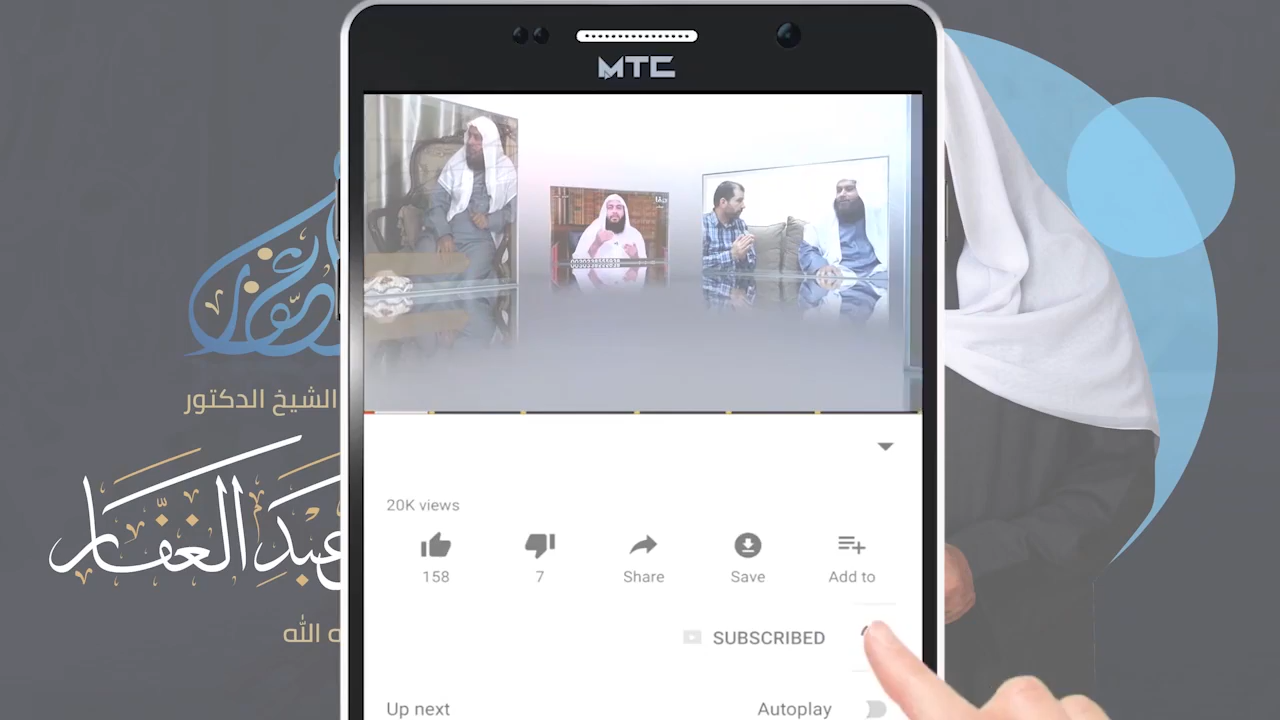 MTC
الشيخ الدكتور
عبد الغفار
ه الله
20K views
158
7
Share
Save
Add to
SUBSCRIBED
Up next
Autoplay